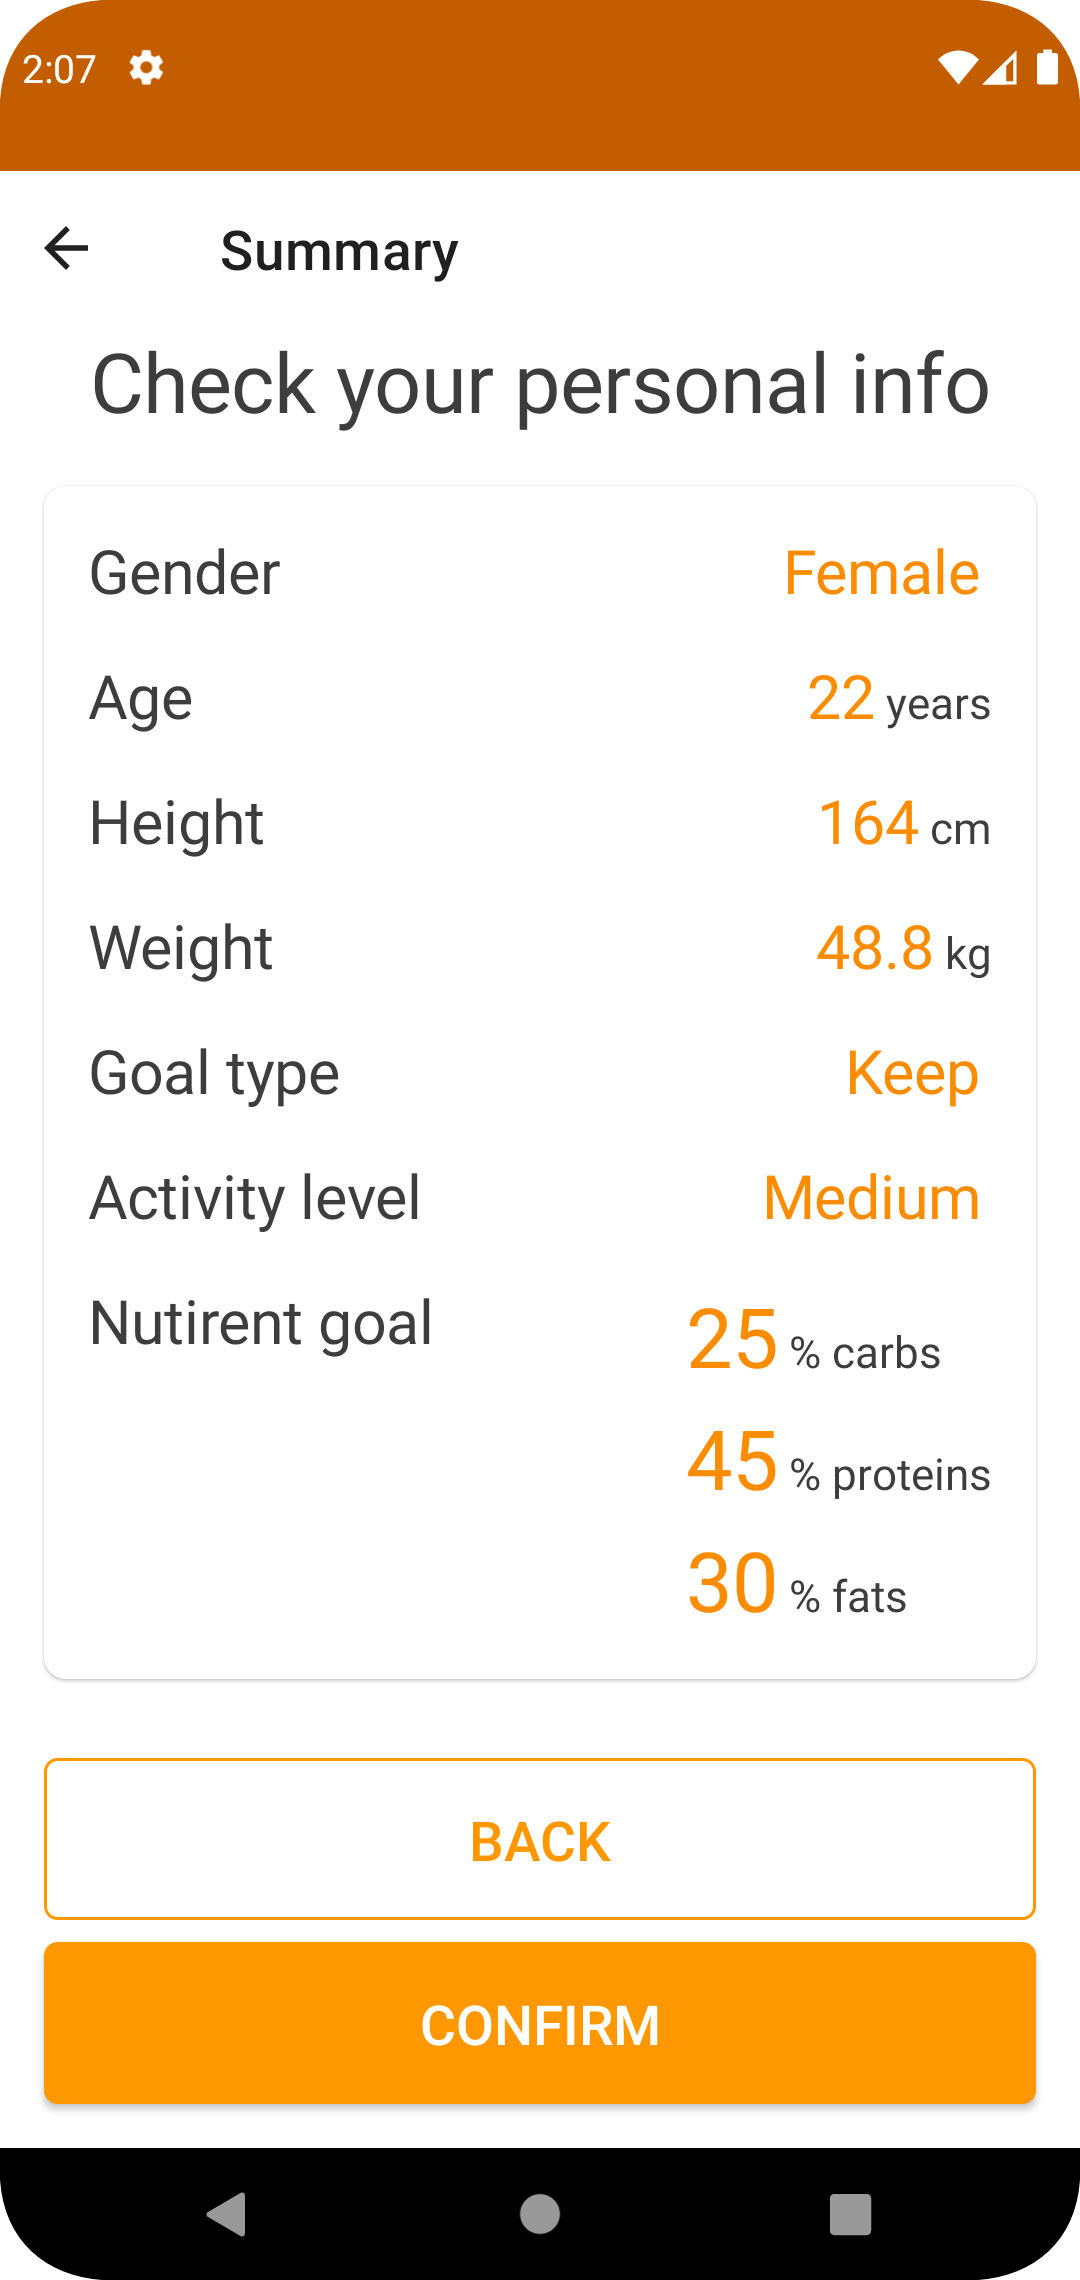 2:07
Summary
Check your personal info
Gender Female
Age 22 years
Height 164 cm
Weight 48.8 kg
Goal type Keep
Activity level Medium
Nutirent goal 25 % carbs
45 % proteins
30 % fats
BACK
CONFIRM